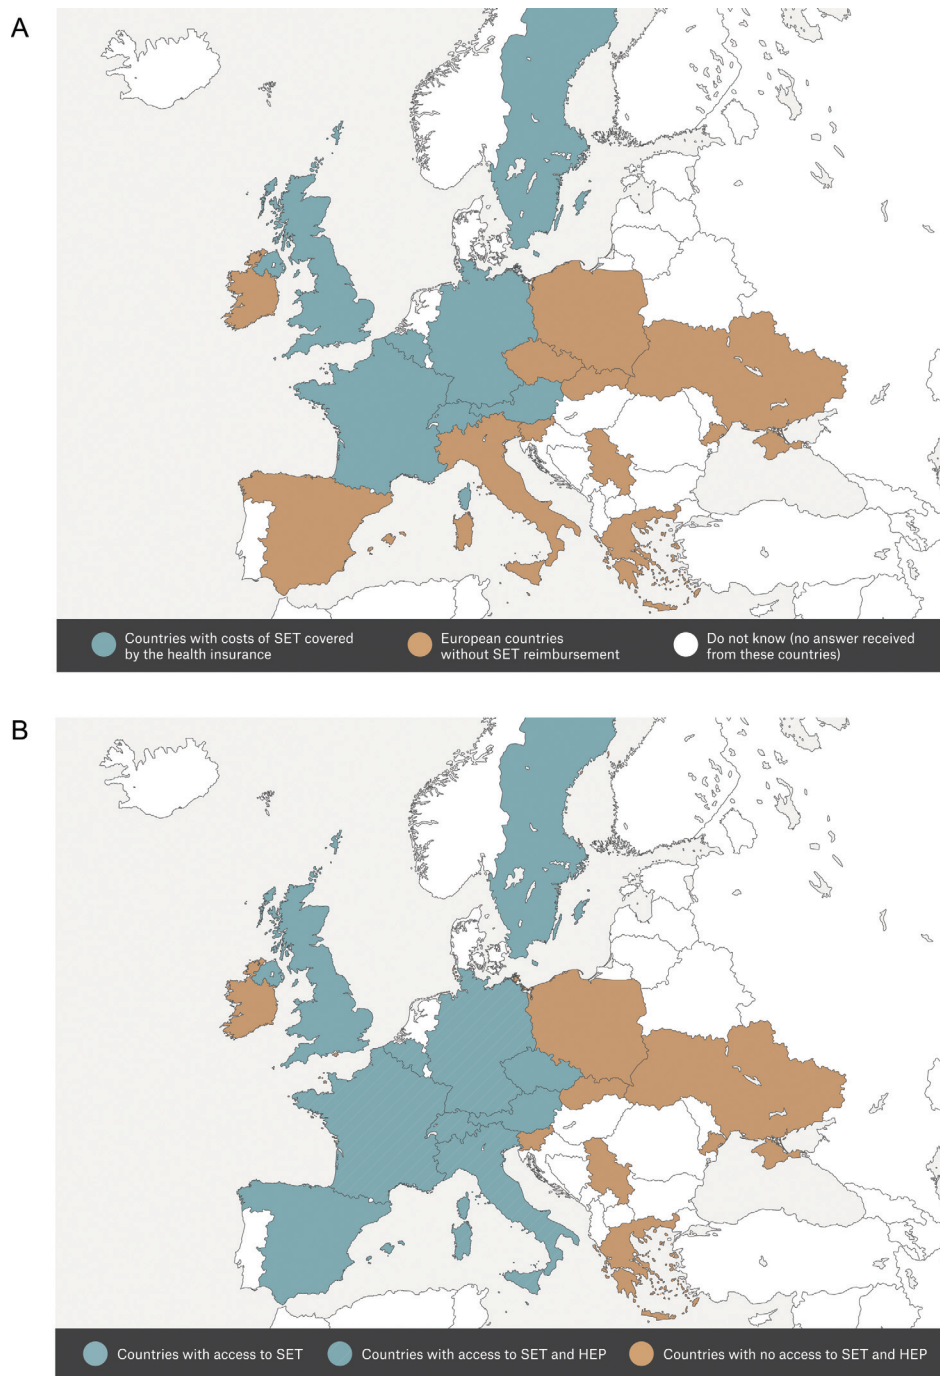 A
Countries with costs of SET covered
by the health insurance
European countries
without SET reimbursement
Do not know (no answer received
from these countries)
B
Countries with access to SET
Countries with access to SET and HEP
Countries with no access to SET and HEP